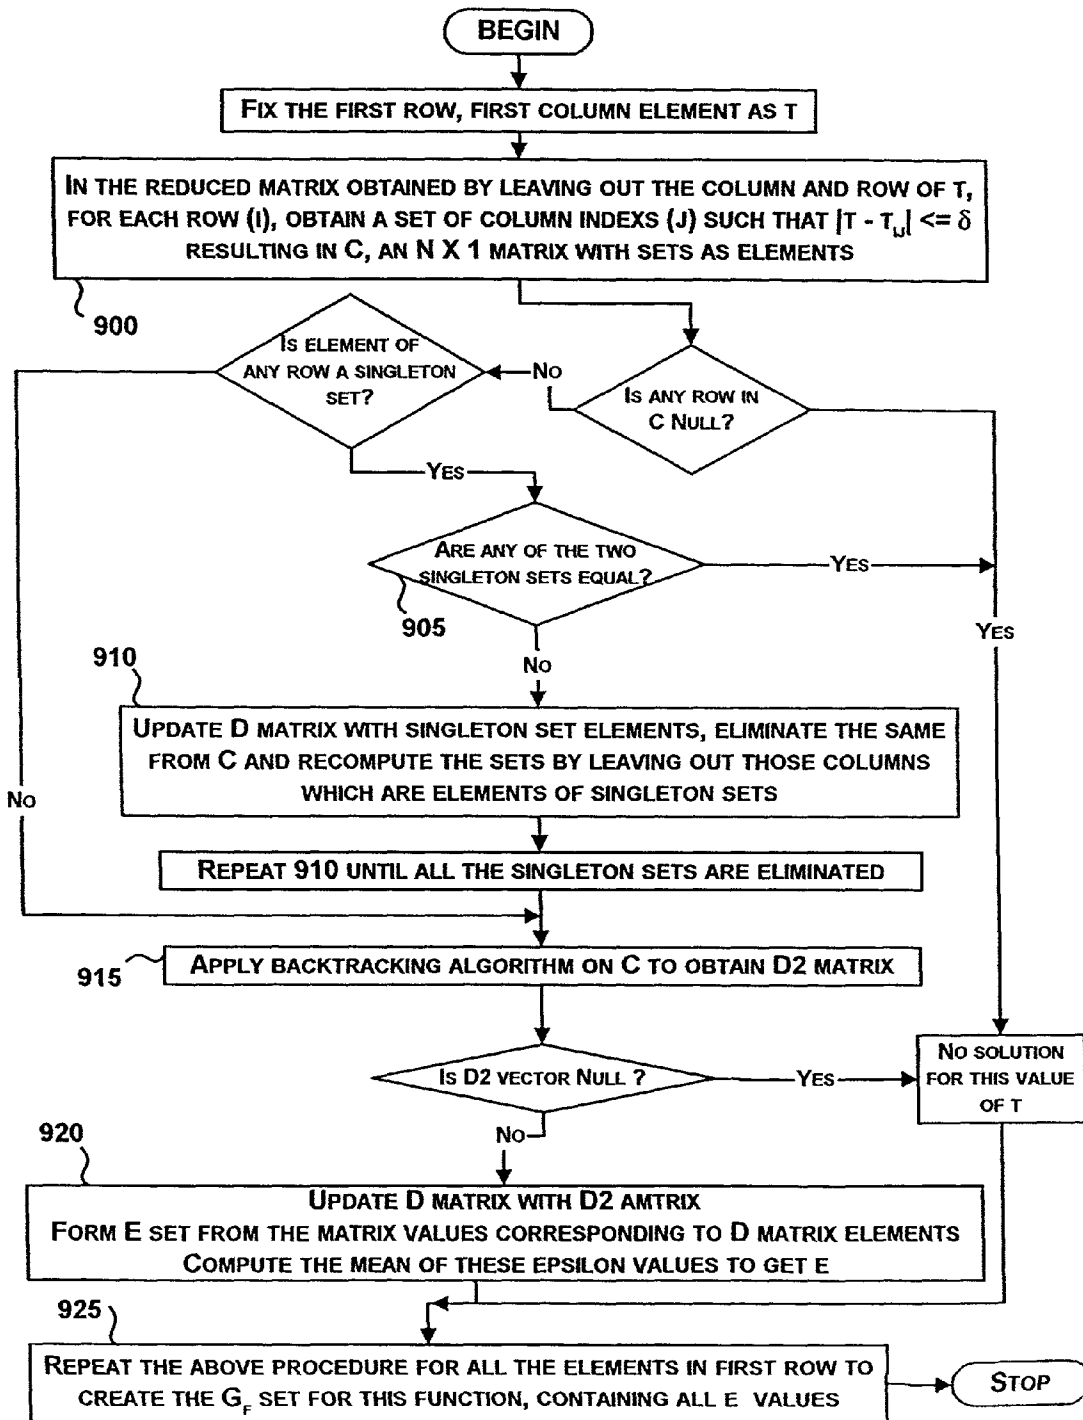 BEGIN
FIX THE FIRST ROW, FIRST COLUMN ELEMENT AS T
IN THE REDUCED MATRIX OBTAINED BY LEAVING OUT THE COLUMN AND ROW OF T,
FOR EACH ROW (I), OBTAIN A SET OF COLUMN INDEXS (J) SUCH THAT |T - T_IJ| <= δ
RESULTING IN C, AN N X 1 MATRIX WITH SETS AS ELEMENTS
900
IS ELEMENT OF
ANY ROW A SINGLETON
SET?
NO
IS ANY ROW IN
C NULL?
YES
ARE ANY OF THE TWO
SINGLETON SETS EQUAL?
YES
905
YES
NO
910
UPDATE D MATRIX WITH SINGLETON SET ELEMENTS, ELIMINATE THE SAME
FROM C AND RECOMPUTE THE SETS BY LEAVING OUT THOSE COLUMNS
WHICH ARE ELEMENTS OF SINGLETON SETS
NO
REPEAT 910 UNTIL ALL THE SINGLETON SETS ARE ELIMINATED
915
APPLY BACKTRACKING ALGORITHM ON C TO OBTAIN D2 MATRIX
IS D2 VECTOR NULL ?
YES
NO SOLUTION
FOR THIS VALUE
OF T
NO
920
UPDATE D MATRIX WITH D2 AMTRIX
FORM E SET FROM THE MATRIX VALUES CORRESPONDING TO D MATRIX ELEMENTS
COMPUTE THE MEAN OF THESE EPSILON VALUES TO GET E
925
REPEAT THE ABOVE PROCEDURE FOR ALL THE ELEMENTS IN FIRST ROW TO
CREATE THE G_F SET FOR THIS FUNCTION, CONTAINING ALL E VALUES
STOP